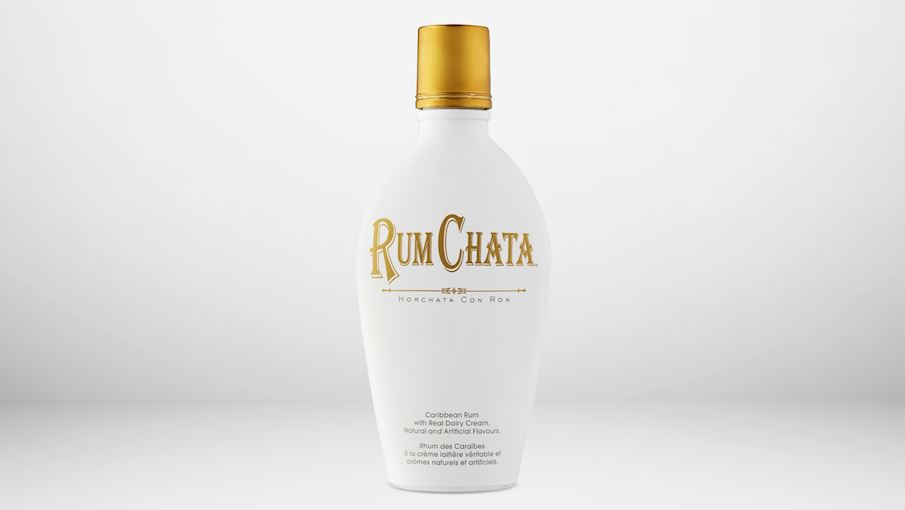 RumChata
Horchata Con Ron
Caribbean Rum
with Real Dairy Cream,
Natural and Artificial Flavours.
Rhum des Caraïbes
à la crème laitière véritable et
arômes naturels et artificiels.